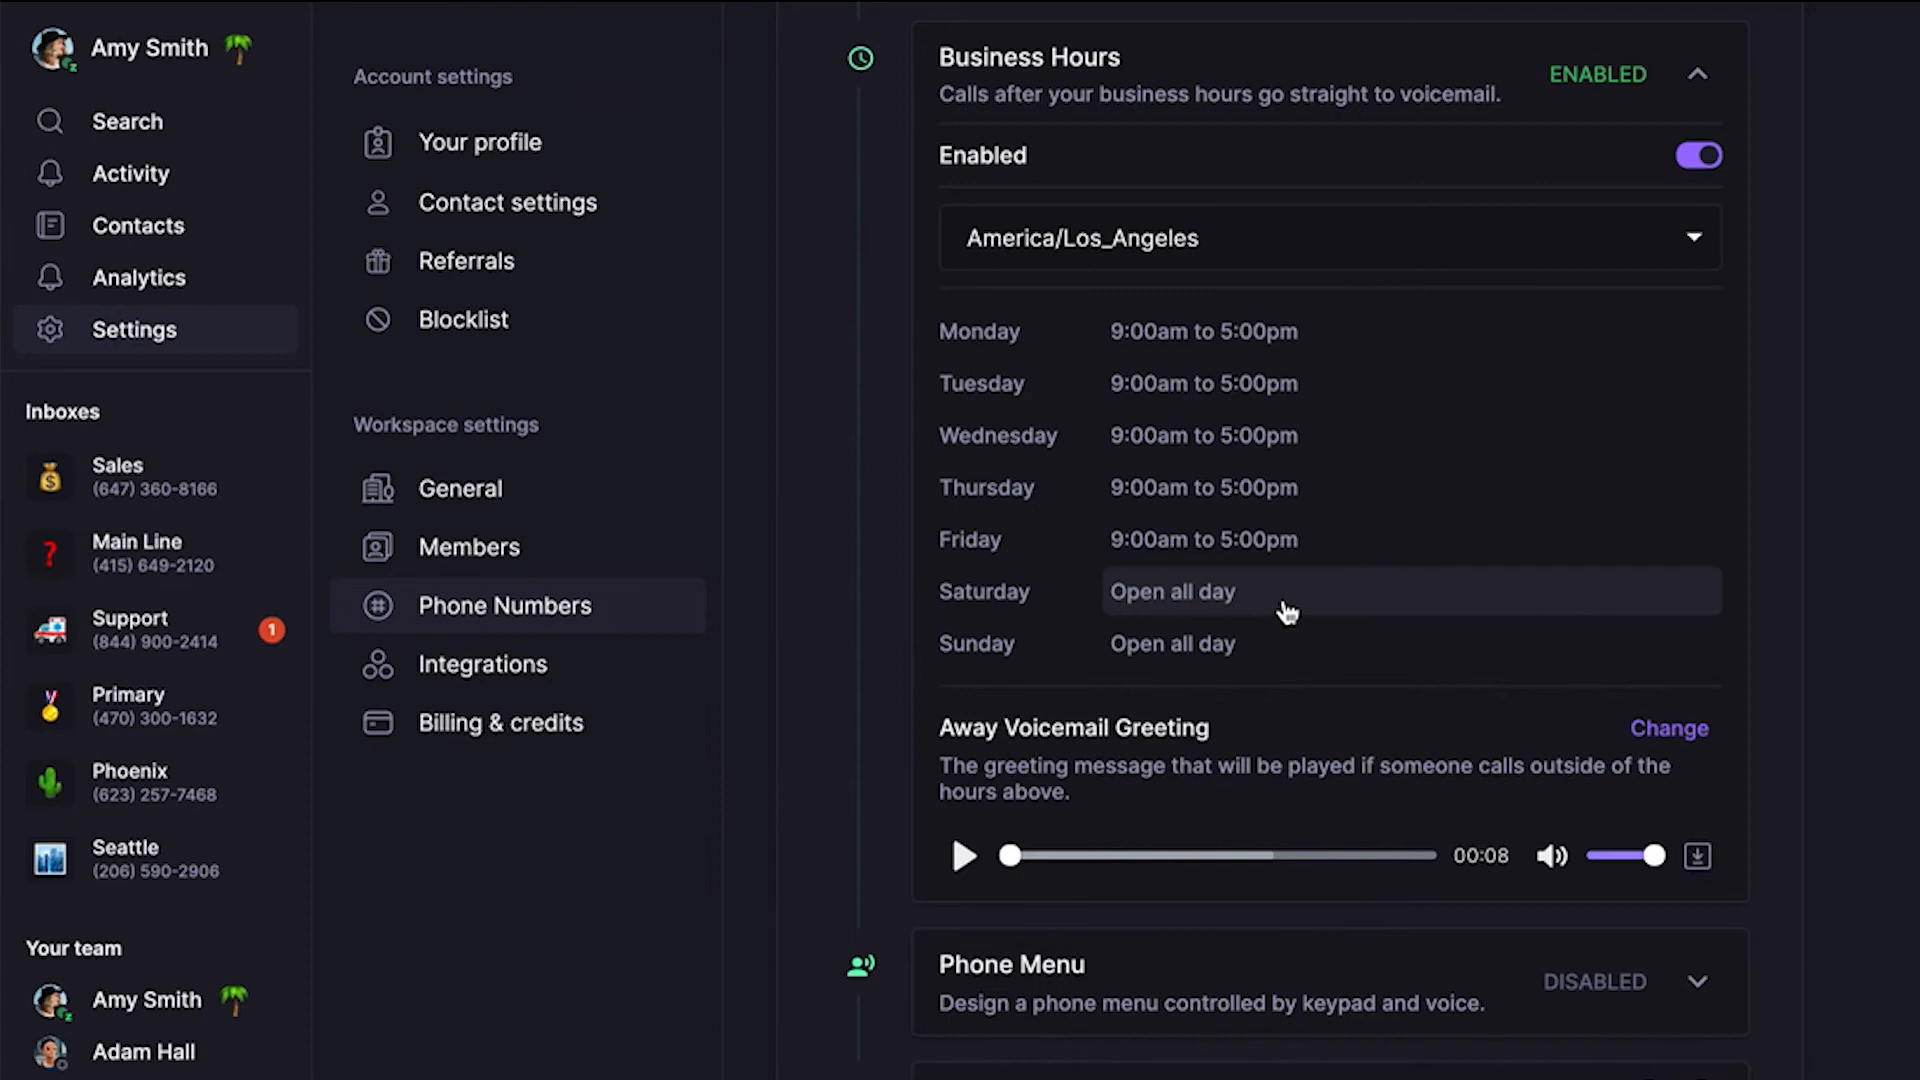 Amy Smith
Search
Activity
Contacts
Analytics
Settings
Inboxes
Sales
(647) 360-8166
Main Line
(415) 649-2120
Support
(844) 900-2414
1
Primary
(470) 300-1632
Phoenix
(623) 257-7468
Seattle
(206) 590-2906
Your team
Amy Smith
Adam Hall
Account settings
Your profile
Contact settings
Referrals
Blocklist
Workspace settings
General
Members
Phone Numbers
Integrations
Billing & credits
Business Hours
Calls after your business hours go straight to voicemail.
ENABLED
Enabled
America/Los_Angeles
Monday 9:00am to 5:00pm
Tuesday 9:00am to 5:00pm
Wednesday 9:00am to 5:00pm
Thursday 9:00am to 5:00pm
Friday 9:00am to 5:00pm
Saturday Open all day
Sunday Open all day
Away Voicemail Greeting
Change
The greeting message that will be played if someone calls outside of the
hours above.
00:08
Phone Menu
Design a phone menu controlled by keypad and voice.
DISABLED